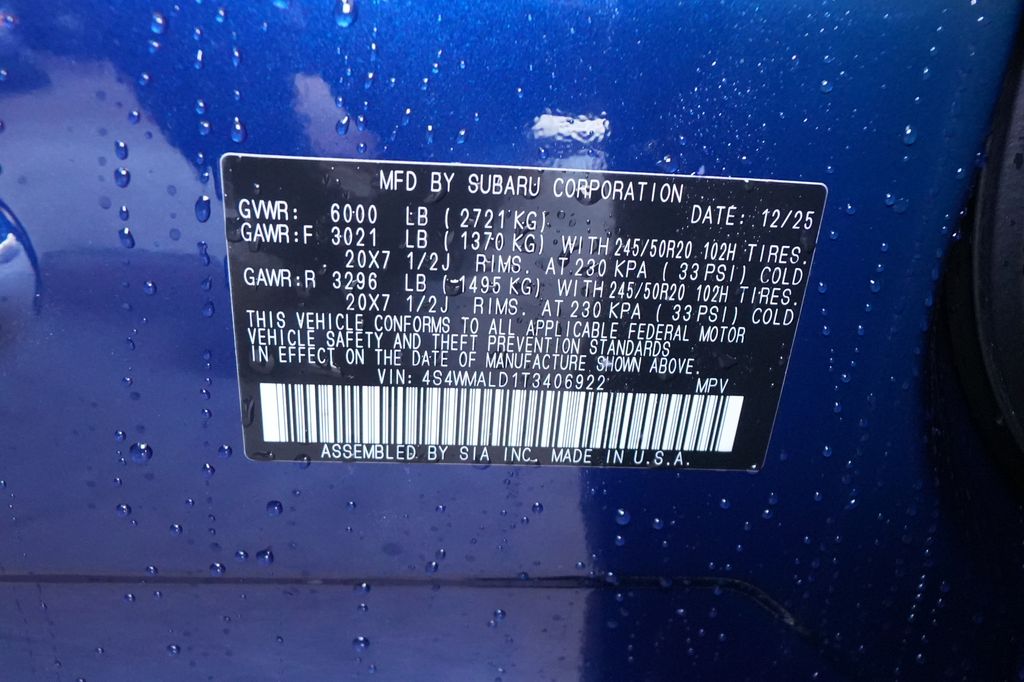 MFD BY SUBARU CORPORATION
GVWR: 6000 LB (2721 KG) DATE: 12/25
GAWR:F 3021 LB (1370 KG) WITH 245/50R20 102H TIRES.
20X7 1/2J RIMS. AT 230 KPA (33 PSI) COLD
GAWR:R 3296 LB (1495 KG) WITH 245/50R20 102H TIRES.
20X7 1/2J RIMS. AT 230 KPA (33 PSI) COLD
THIS VEHICLE CONFORMS TO ALL APPLICABLE FEDERAL MOTOR
VEHICLE SAFETY AND THEFT PREVENTION STANDARDS
IN EFFECT ON THE DATE OF MANUFACTURE SHOWN ABOVE.
VIN: 4S4WMALD1T3406922 MPV
ASSEMBLED BY SIA INC. MADE IN U.S.A.